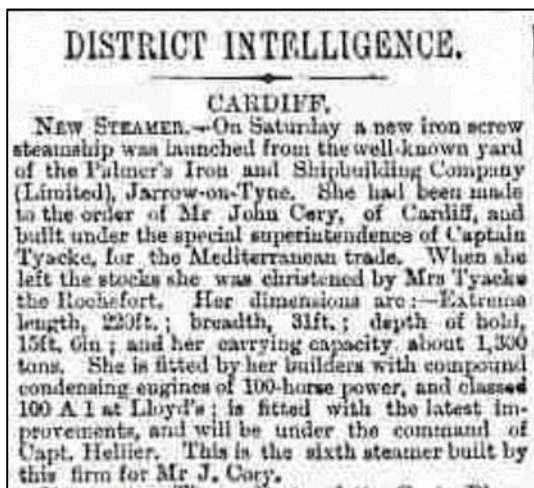 DISTRICT INTELLIGENCE.
CARDIFF.
NEW STEAMER.—On Saturday a new iron screw
steamship was launched from the well-known yard
of the Palmer's Iron and Shipbuilding Company
(Limited), Jarrow-on-Tyne. She had been made
to the order of Mr John Cory, of Cardiff, and
built under the special superintendence of Captain
Tyacke, for the Mediterranean trade. When she
left the stocks she was christened by Mrs Tyacke
the Rochefort. Her dimensions are:—Extreme
length, 220ft.; breadth, 31ft.; depth of hold,
15ft. 6in; and her carrying capacity about 1,300
tons. She is fitted by her builders with compound
condensing engines of 100-horse power, and classed
100 A 1 at Lloyd's; is fitted with the latest im-
provements, and will be under the command of
Capt. Hellier. This is the sixth steamer built by
this firm for Mr J. Cory.